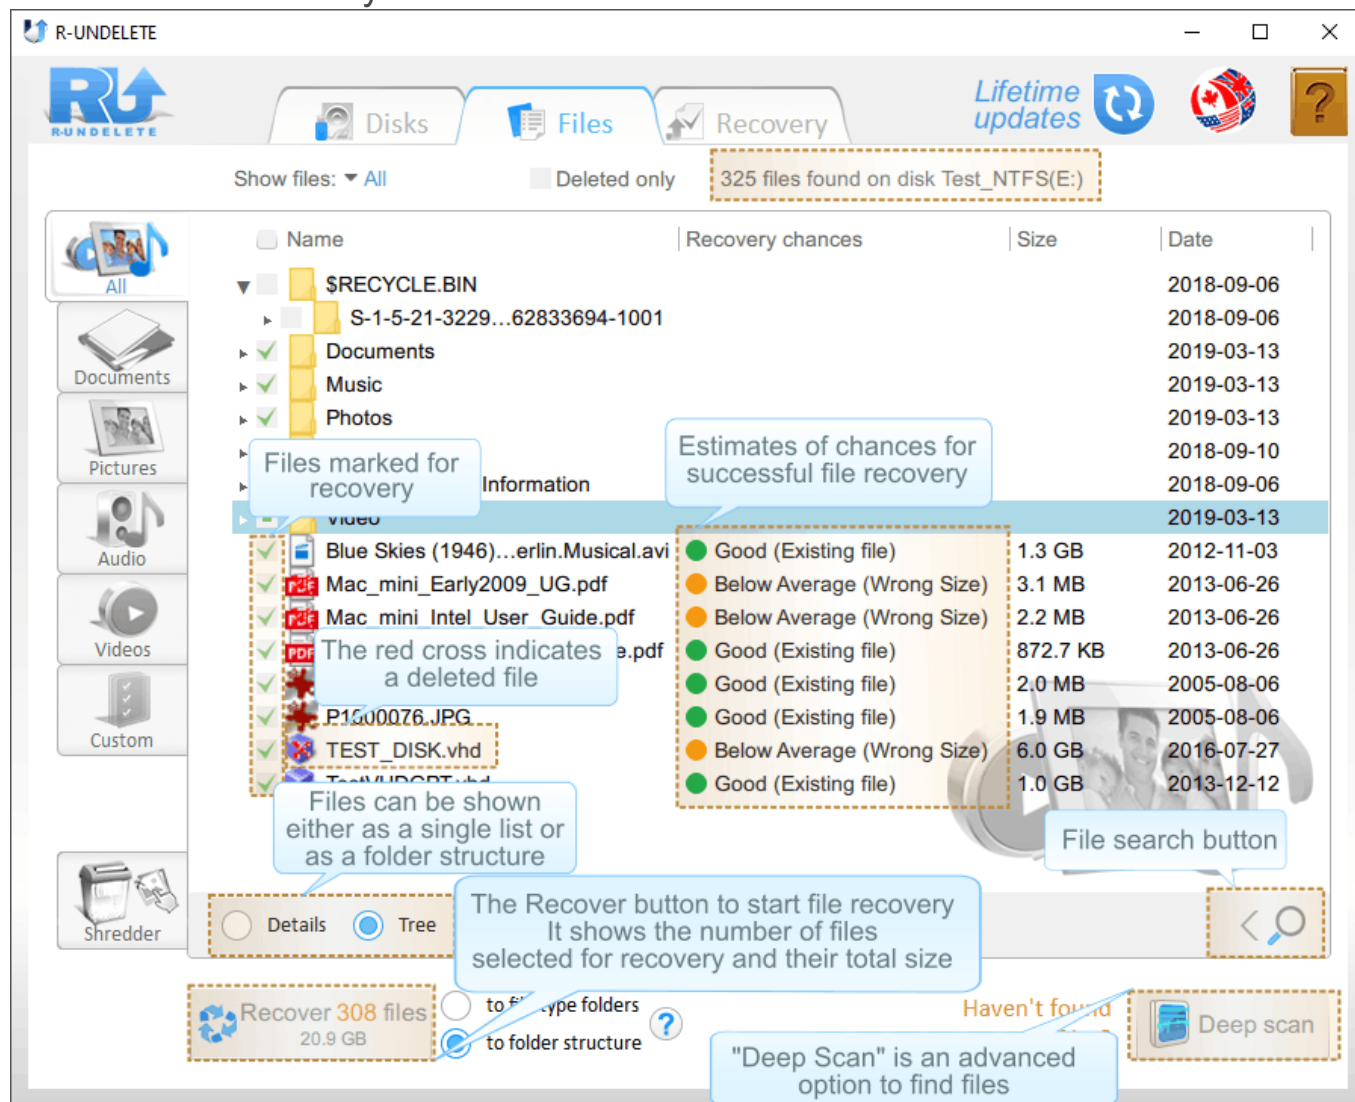 R-UNDELETE
RU
R-UNDELETE
Disks
Files
Recovery
Lifetime
updates
?
Show files: All
Deleted only
325 files found on disk Test_NTFS(E:)
Name
Recovery chances
Size
Date
All
Documents
Pictures
Audio
Videos
Custom
Shredder
$RECYCLE.BIN 2018-09-06
S-1-5-21-3229...62833694-1001 2018-09-06
Documents 2019-03-13
Music 2019-03-13
Photos 2019-03-13
2018-09-10
Information 2018-09-06
Video 2019-03-13
Blue Skies (1946)...erlin.Musical.avi Good (Existing file) 1.3 GB 2012-11-03
Mac_mini_Early2009_UG.pdf Below Average (Wrong Size) 3.1 MB 2013-06-26
Mac_mini_Intel_User_Guide.pdf Below Average (Wrong Size) 2.2 MB 2013-06-26
e.pdf Good (Existing file) 872.7 KB 2013-06-26
Good (Existing file) 2.0 MB 2005-08-06
P1000076.JPG Good (Existing file) 1.9 MB 2005-08-06
TEST_DISK.vhd Below Average (Wrong Size) 6.0 GB 2016-07-27
TestVHDGPT.vhd Good (Existing file) 1.0 GB 2013-12-12
Files marked for
recovery
Estimates of chances for
successful file recovery
The red cross indicates
a deleted file
Files can be shown
either as a single list or
as a folder structure
File search button
Details
Tree
The Recover button to start file recovery
It shows the number of files
selected for recovery and their total size
Recover 308 files
20.9 GB
to file type folders
to folder structure
?
Haven't found
Deep scan
"Deep Scan" is an advanced
option to find files